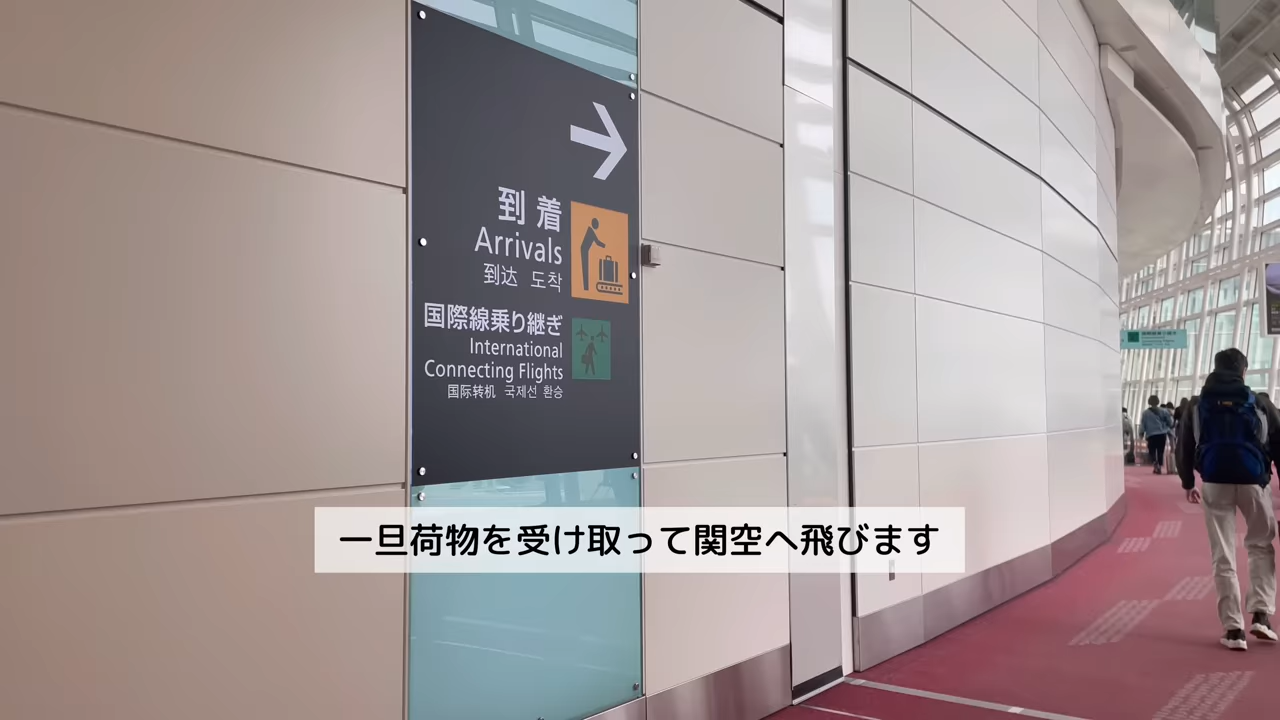 到着
Arrivals
到达 도착
国際線乗り継ぎ
International
Connecting Flights
国际转机 국제선 환승
一旦荷物を受け取って関空へ飛びます